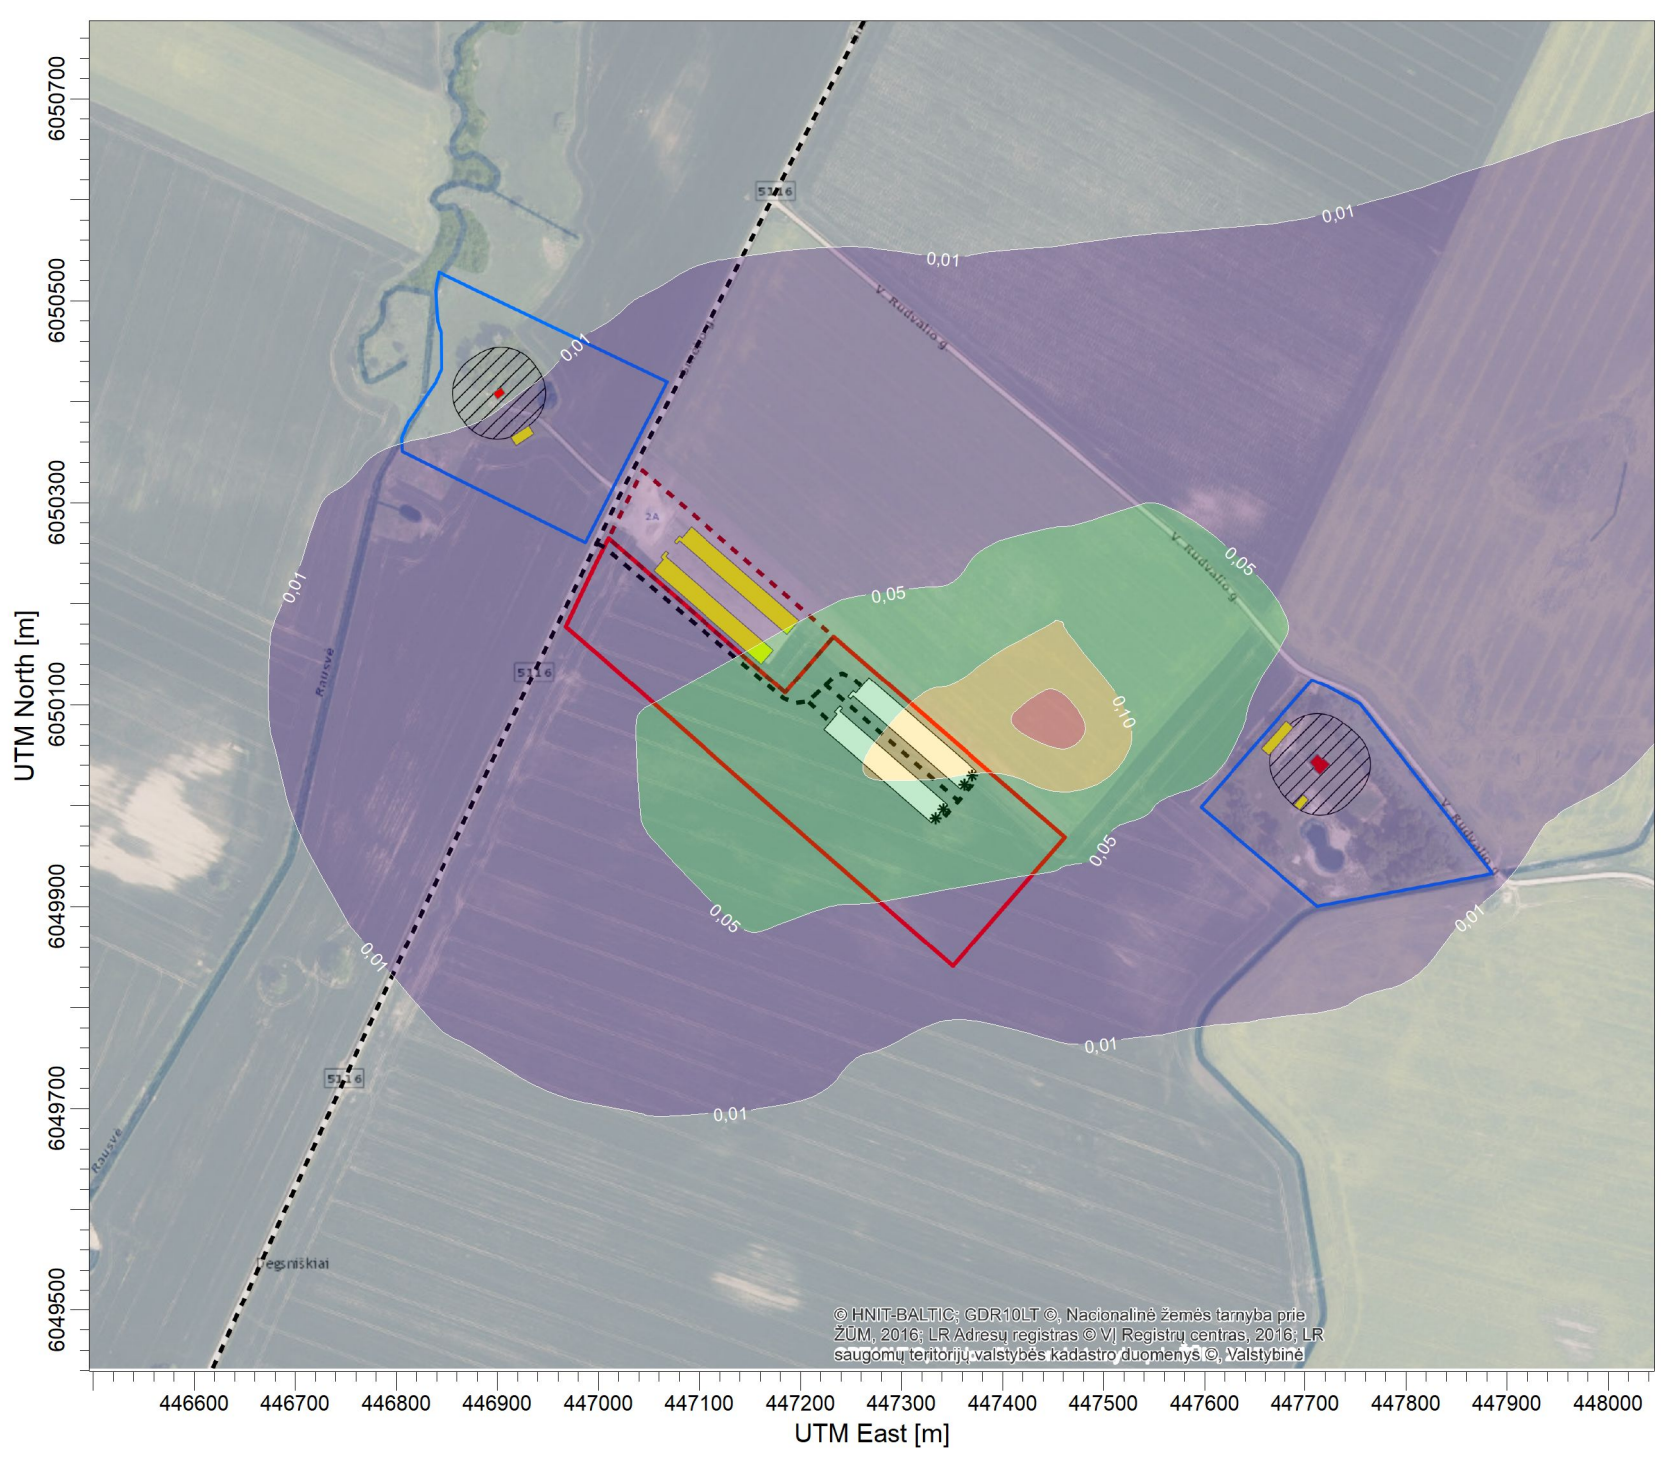 6050700
6050500
6050300
6050100
6049900
6049700
6049500
UTM North [m]
5116
0,01
0,01
V. Rudvalio g.
0,01
2A
V. Rudvalio g.
0,05
0,05
0,01
Rausvė
5116
0,10
V. Rudvalio g.
0,05
0,05
0,01
0,01
0,01
5116
0,01
Rausvė
Degsniškiai
© HNIT-BALTIC; GDR10LT ©, Nacionalinė žemės tarnyba prie
ŽŪM, 2016; LR Adresų registras © VĮ Registrų centras, 2016; LR
saugomų teritorijų valstybės kadastro duomenys ©, Valstybinė
446600 446700 446800 446900 447000 447100 447200 447300 447400 447500 447600 447700 447800 447900 448000
UTM East [m]